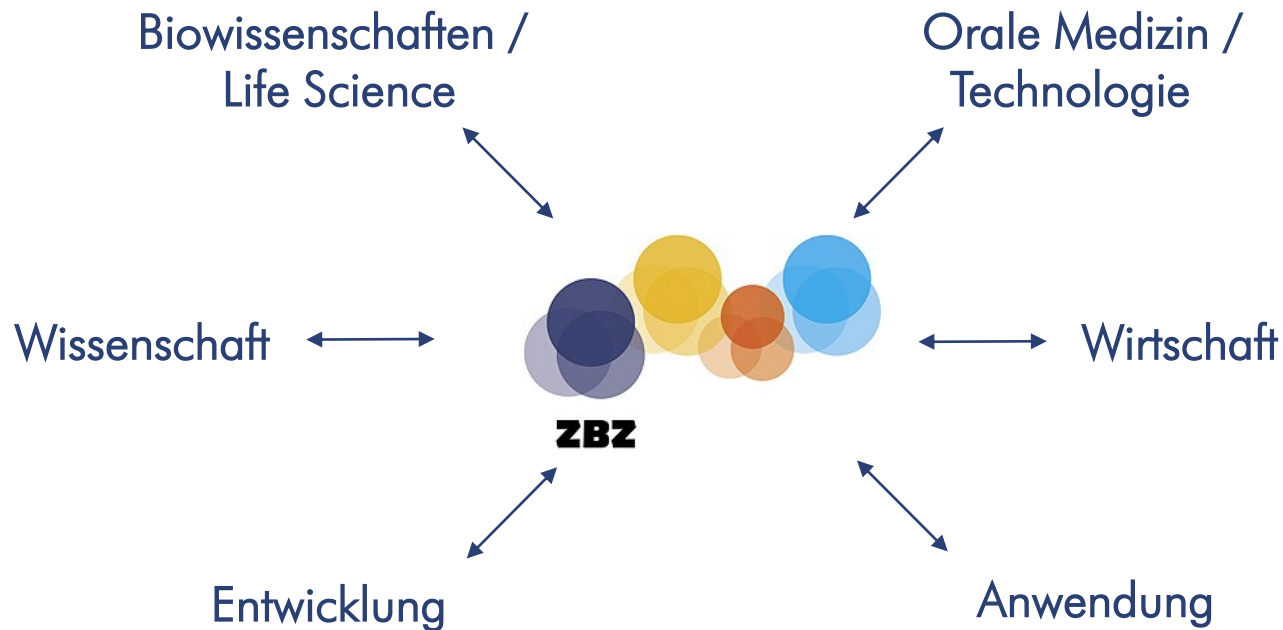 Biowissenschaften /
Life Science
Orale Medizin /
Technologie
Wissenschaft
Wirtschaft
ZBZ
Entwicklung
Anwendung